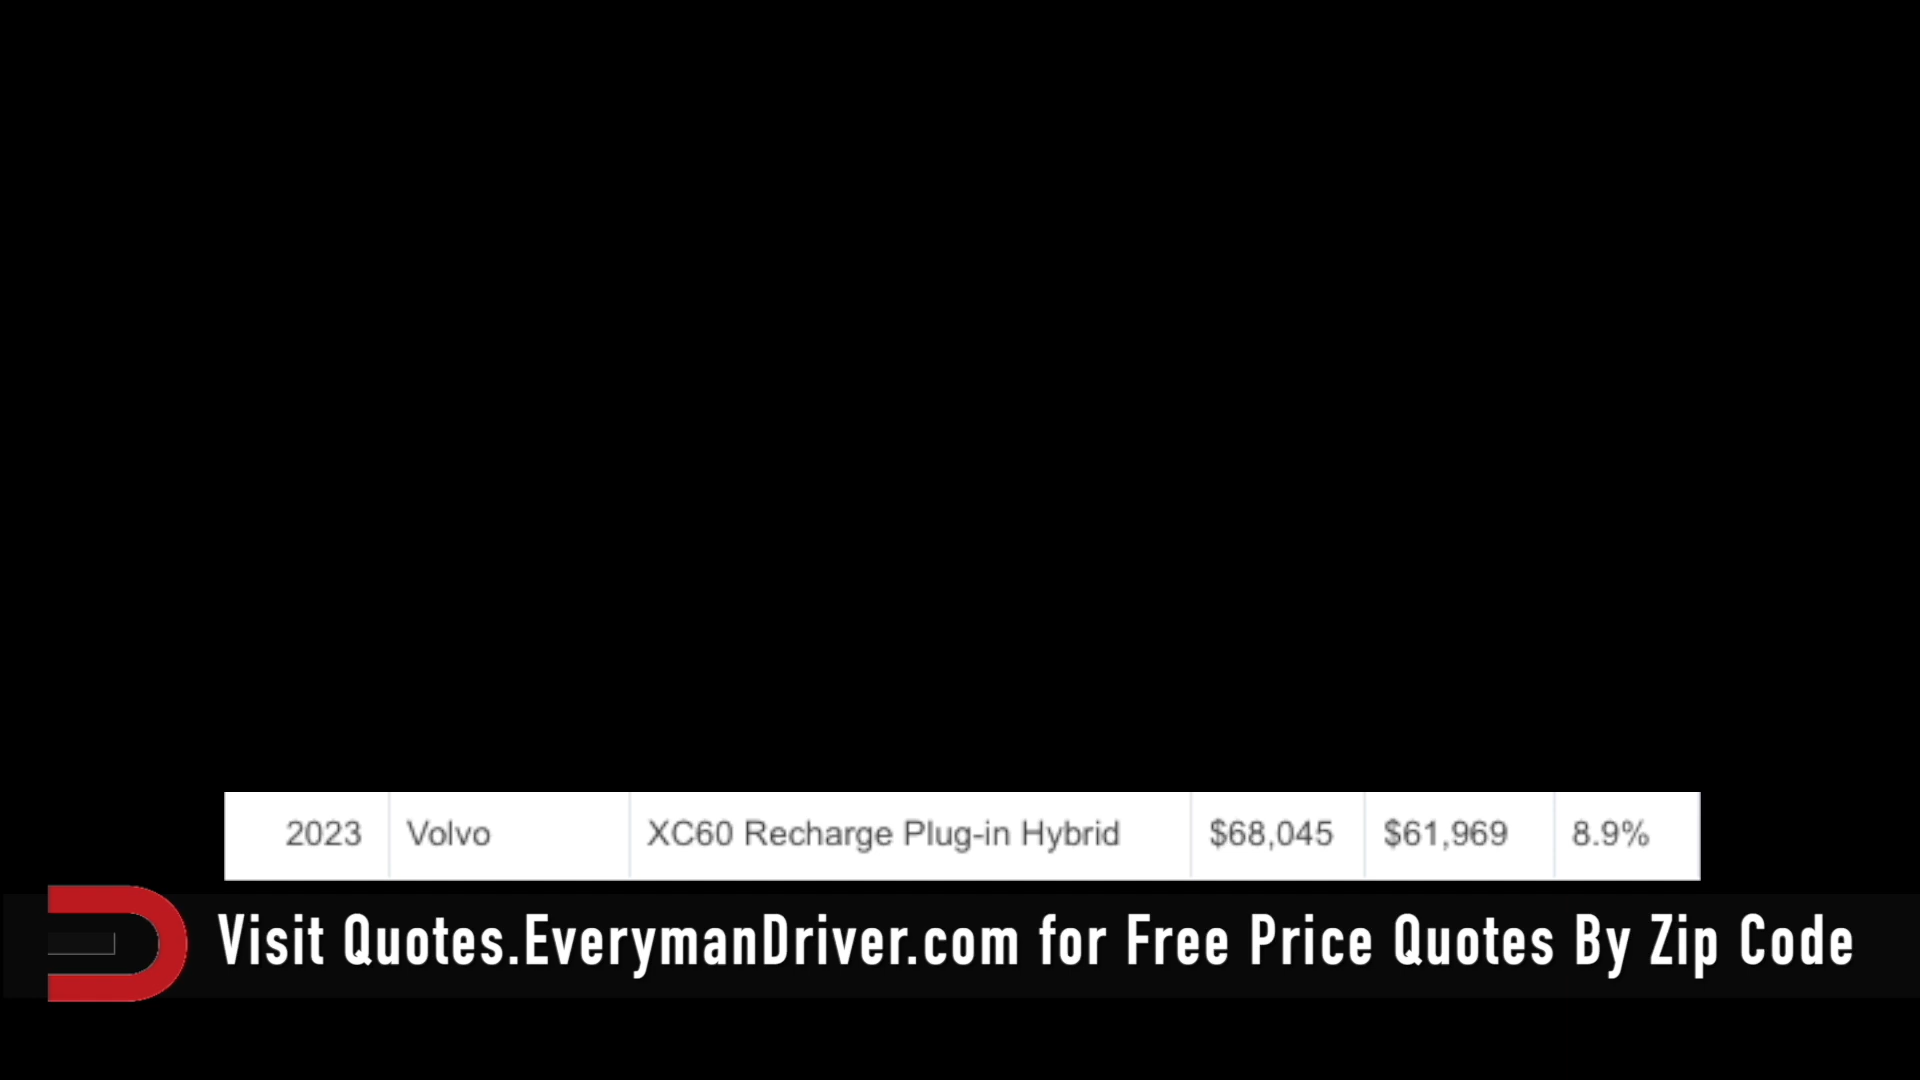 2023 Volvo XC60 Recharge Plug-in Hybrid $68,045 $61,969 8.9%
Visit Quotes.EverymanDriver.com for Free Price Quotes By Zip Code